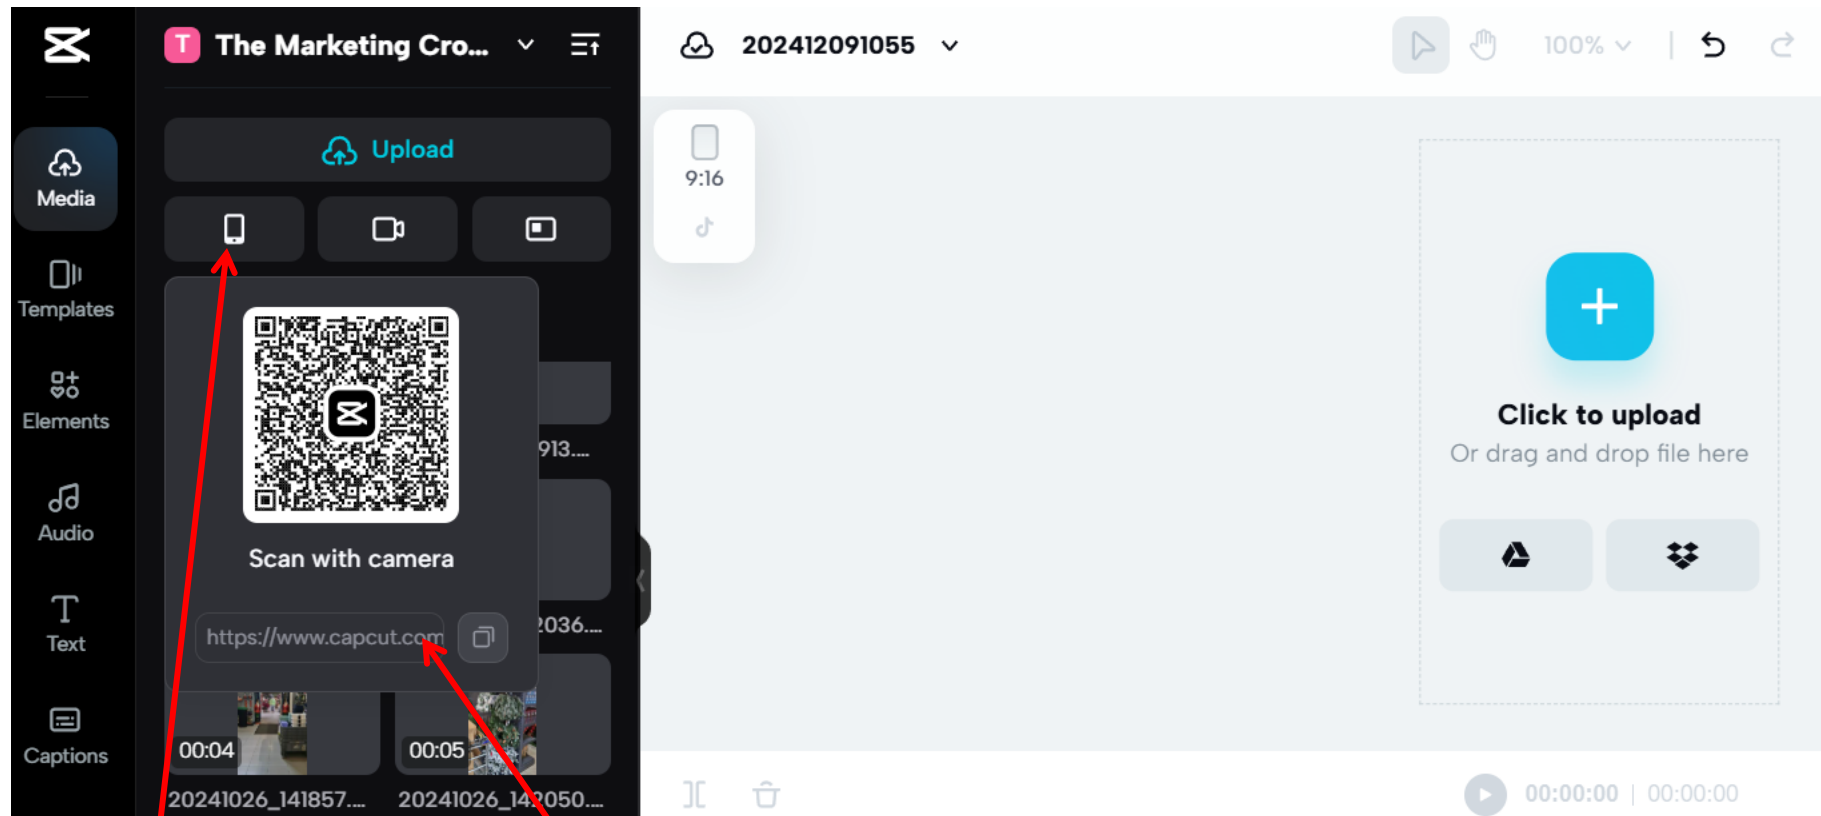 T The Marketing Cro...
202412091055
100%
Upload
Media
9:16
Templates
Elements
913....
Click to upload
Or drag and drop file here
Audio
Scan with camera
https://www.capcut.com
2036....
Text
Captions
00:04
00:05
20241026_141857....
20241026_142050....
00:00:00 | 00:00:00